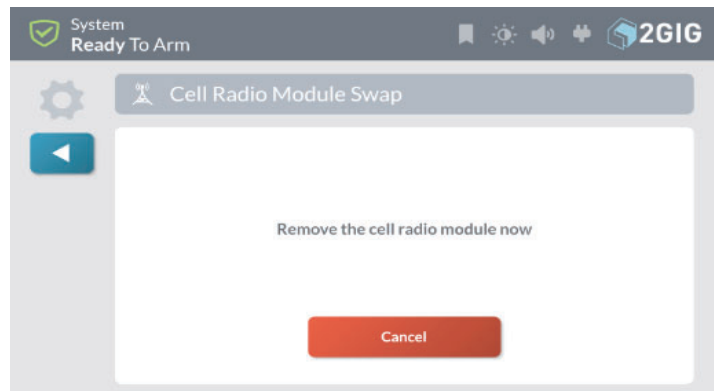 System
Ready To Arm
2GIG
Cell Radio Module Swap
Remove the cell radio module now
Cancel